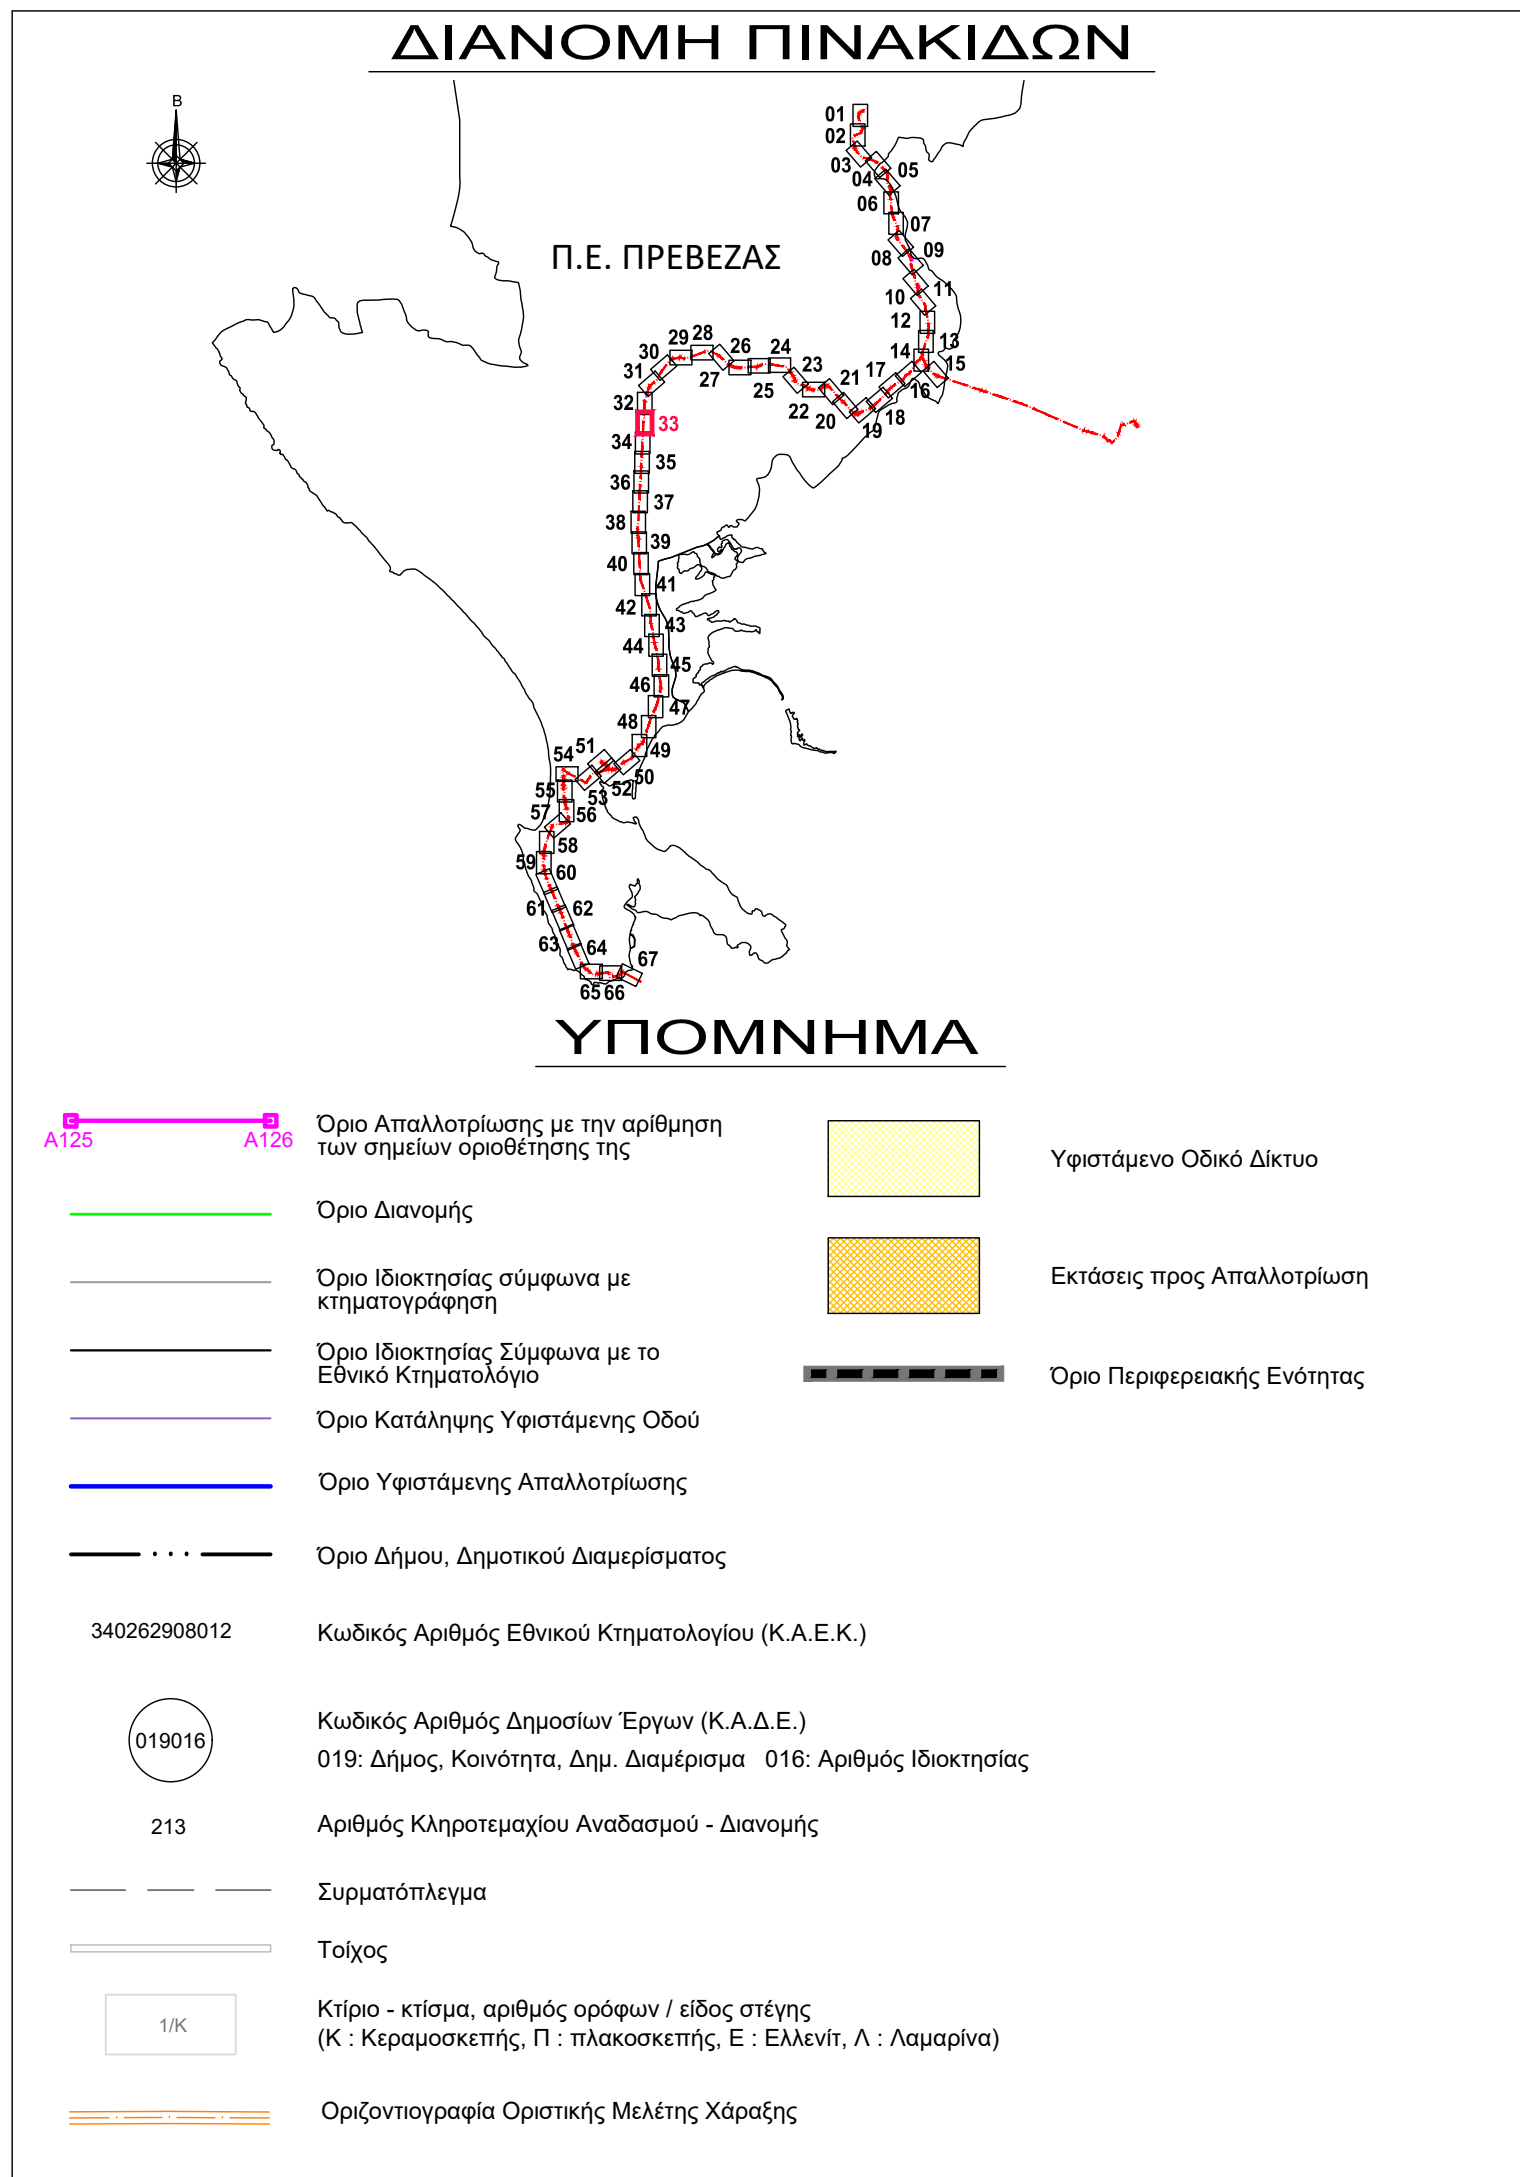 ΔΙΑΝΟΜΗ ΠΙΝΑΚΙΔΩΝ
Β
Π.Ε. ΠΡΕΒΕΖΑΣ
01
02
03
04
05
06
07
08
09
10
11
12
13
14
15
16
17
18
19
20
21
22
23
24
25
26
27
28
29
30
31
32
33
34
35
36
37
38
39
40
41
42
43
44
45
46
47
48
49
50
51
52
53
54
55
56
57
58
59
60
61
62
63
64
65
66
67
ΥΠΟΜΝΗΜΑ
A125
A126
Όριο Απαλλοτρίωσης με την αρίθμηση
των σημείων οριοθέτησης της
Όριο Διανομής
Όριο Ιδιοκτησίας σύμφωνα με
κτηματογράφηση
Όριο Ιδιοκτησίας Σύμφωνα με το
Εθνικό Κτηματολόγιο
Όριο Κατάληψης Υφιστάμενης Οδού
Όριο Υφιστάμενης Απαλλοτρίωσης
Όριο Δήμου, Δημοτικού Διαμερίσματος
340262908012
Κωδικός Αριθμός Εθνικού Κτηματολογίου (Κ.Α.Ε.Κ.)
019016
Κωδικός Αριθμός Δημοσίων Έργων (Κ.Α.Δ.Ε.)
019: Δήμος, Κοινότητα, Δημ. Διαμέρισμα 016: Αριθμός Ιδιοκτησίας
213
Αριθμός Κληροτεμαχίου Αναδασμού - Διανομής
Συρματόπλεγμα
Τοίχος
1/Κ
Κτίριο - κτίσμα, αριθμός ορόφων / είδος στέγης
(Κ : Κεραμοσκεπής, Π : πλακοσκεπής, Ε : Ελλενίτ, Λ : Λαμαρίνα)
Οριζοντιογραφία Οριστικής Μελέτης Χάραξης
Υφιστάμενο Οδικό Δίκτυο
Εκτάσεις προς Απαλλοτρίωση
Όριο Περιφερειακής Ενότητας